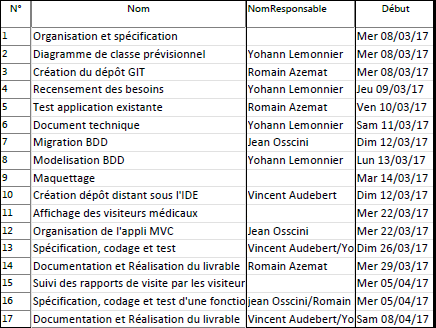 N° Nom NomResponsable Début
1 Organisation et spécification Mer 08/03/17
2 Diagramme de classe prévisionnel Yohann Lemonnier Mer 08/03/17
3 Création du dépôt GIT Romain Azemat Mer 08/03/17
4 Recensement des besoins Yohann Lemonnier Jeu 09/03/17
5 Test application existante Romain Azemat Ven 10/03/17
6 Document technique Yohann Lemonnier Sam 11/03/17
7 Migration BDD Jean Osscini Dim 12/03/17
8 Modelisation BDD Yohann Lemonnier Lun 13/03/17
9 Maquettage Mar 14/03/17
10 Création dépôt distant sous l'IDE Vincent Audebert Dim 12/03/17
11 Affichage des visiteurs médicaux Mer 22/03/17
12 Organisation de l'appli MVC Jean Osscini Mer 22/03/17
13 Spécification, codage et test Vincent Audebert/Yo Dim 26/03/17
14 Documentation et Réalisation du livrable Romain Azemat Mer 29/03/17
15 Suivi des rapports de visite par les visiteur Mer 05/04/17
16 Spécification, codage et test d'une fonctio jean Osscini/Romain Mer 05/04/17
17 Documentation et Réalisation du livrable Vincent Audebert/Yo Sam 08/04/17